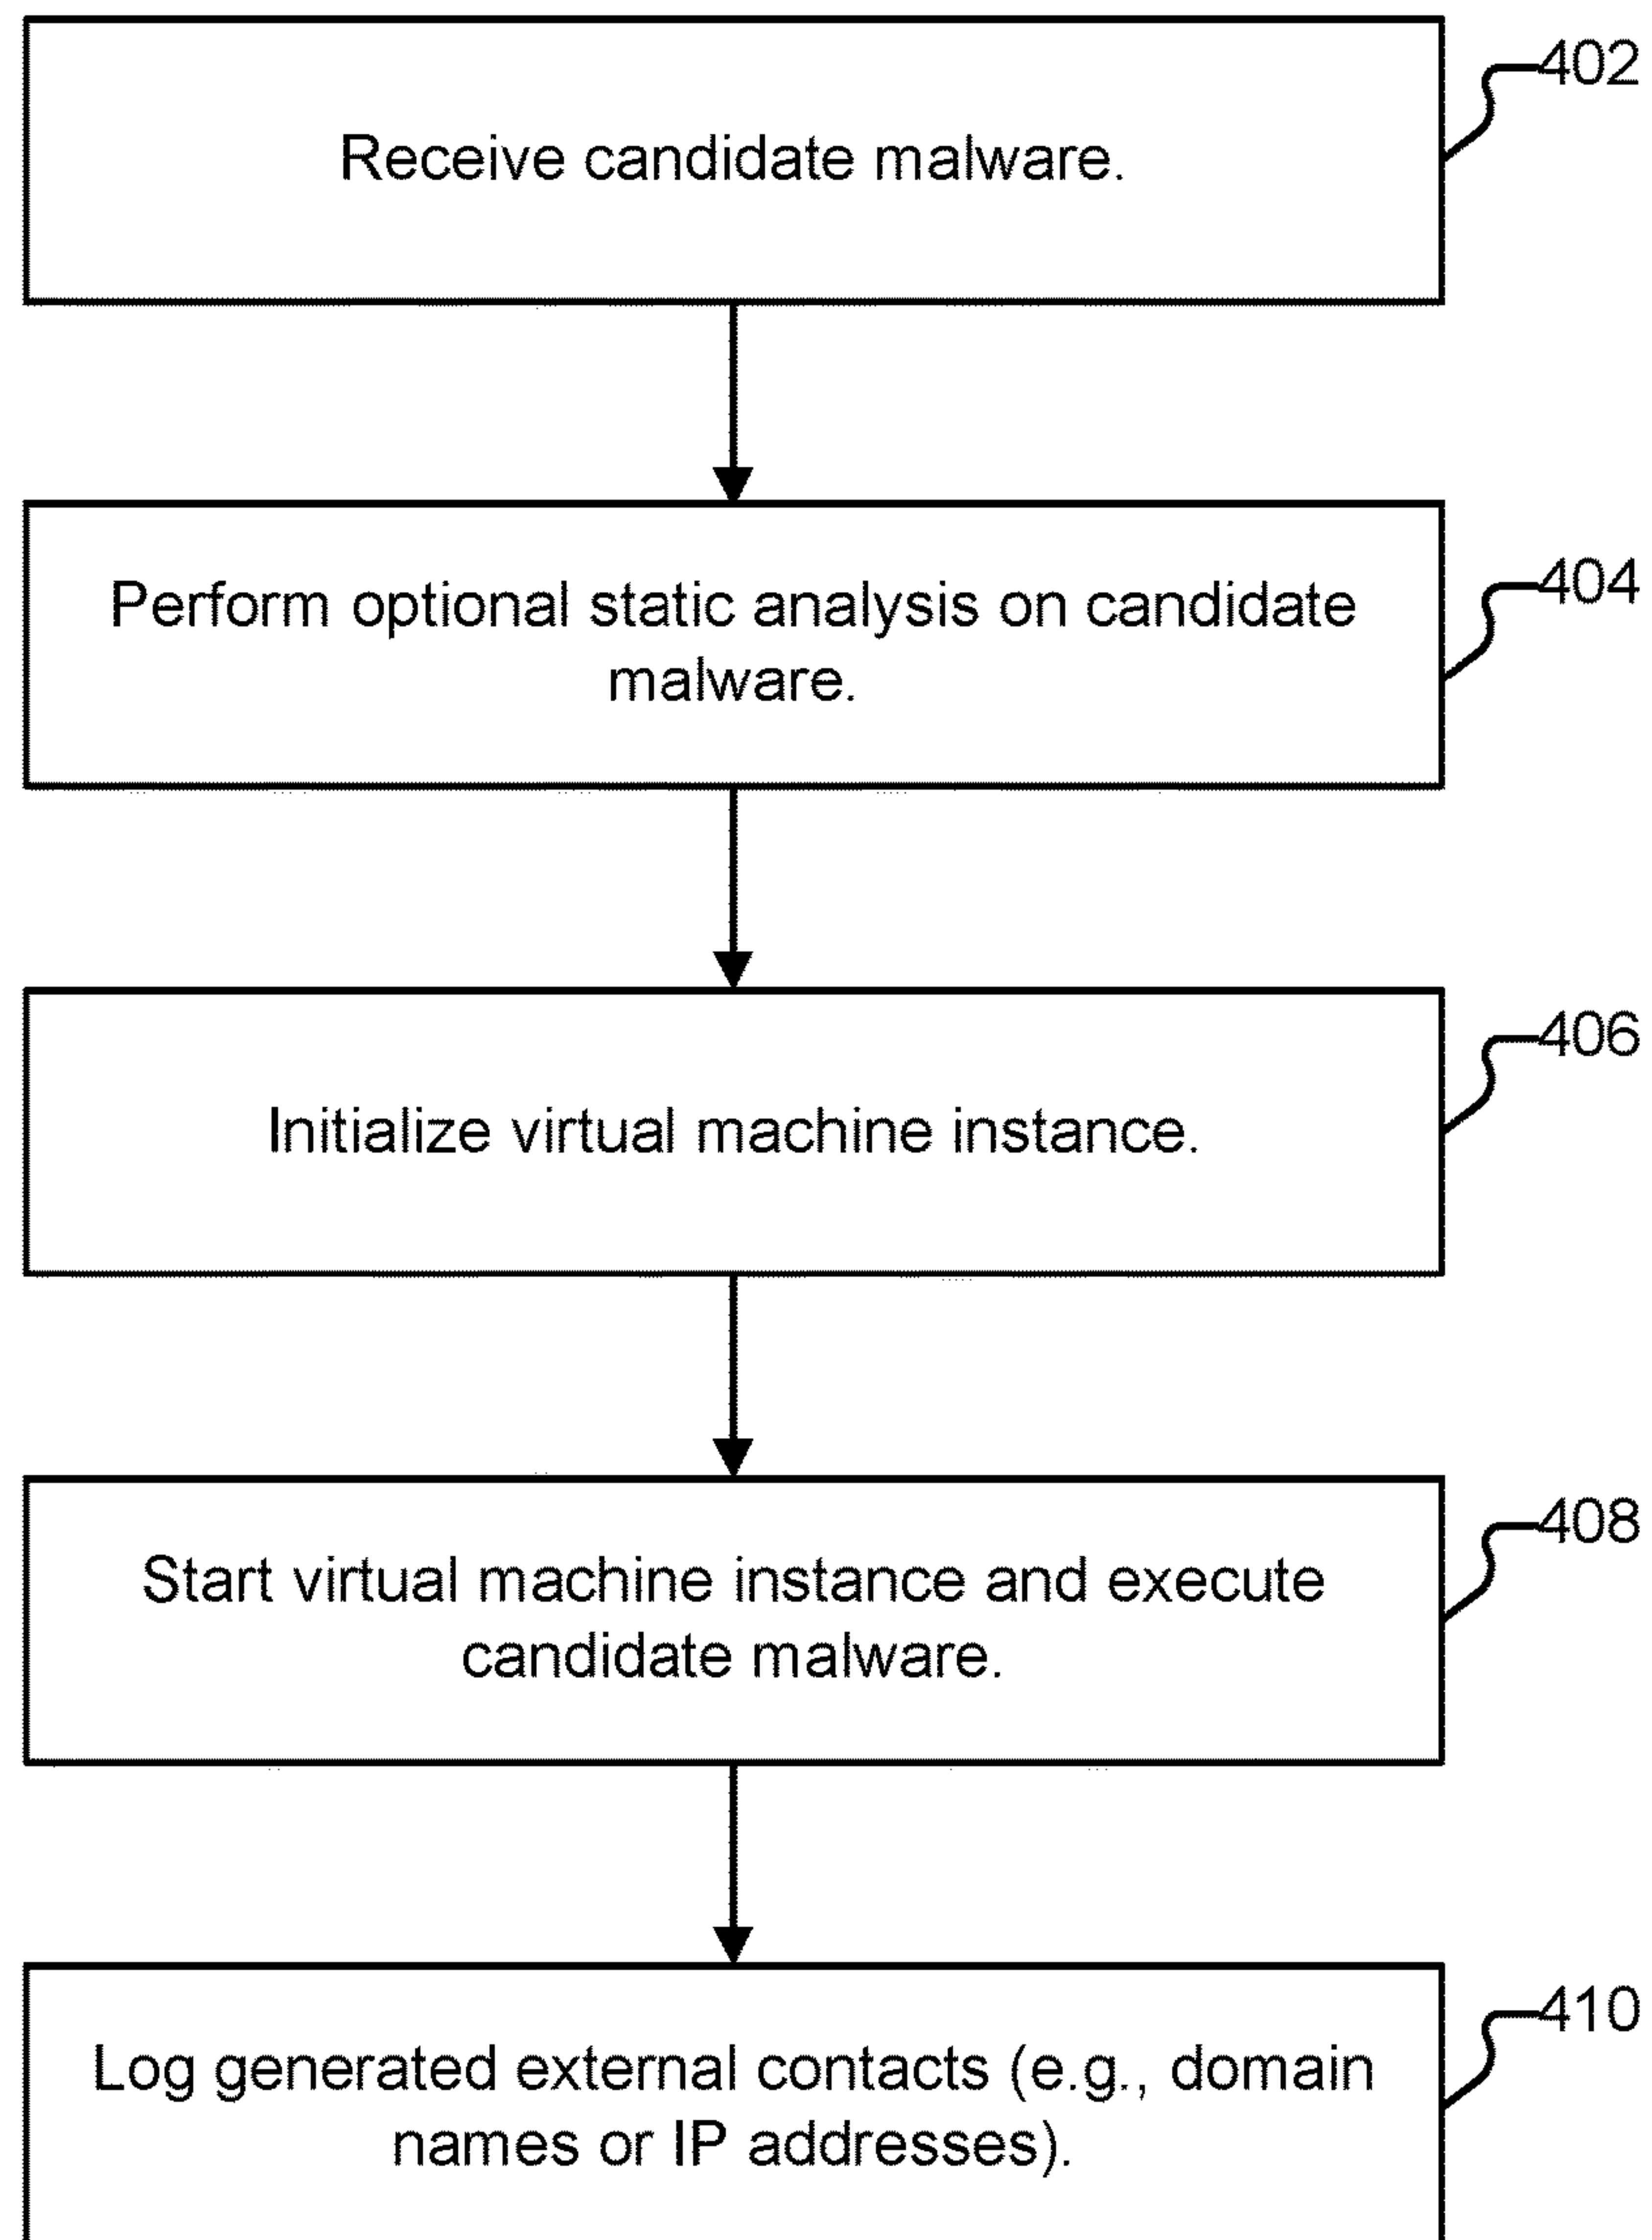 402
Receive candidate malware.
404
Perform optional static analysis on candidate
malware.
406
Initialize virtual machine instance.
408
Start virtual machine instance and execute
candidate malware.
410
Log generated external contacts (e.g., domain
names or IP addresses).